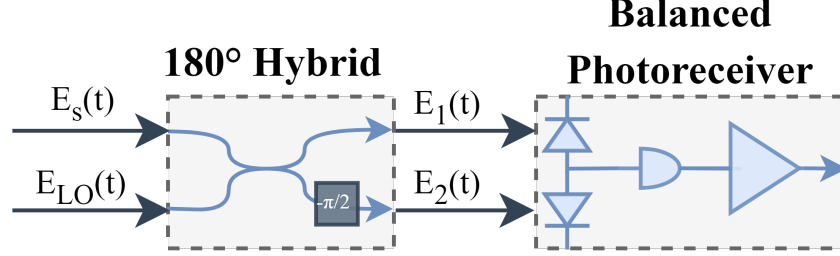 Balanced
Photoreceiver
180° Hybrid
E_s(t)
E_1(t)
E_LO(t)
E_2(t)
-π/2